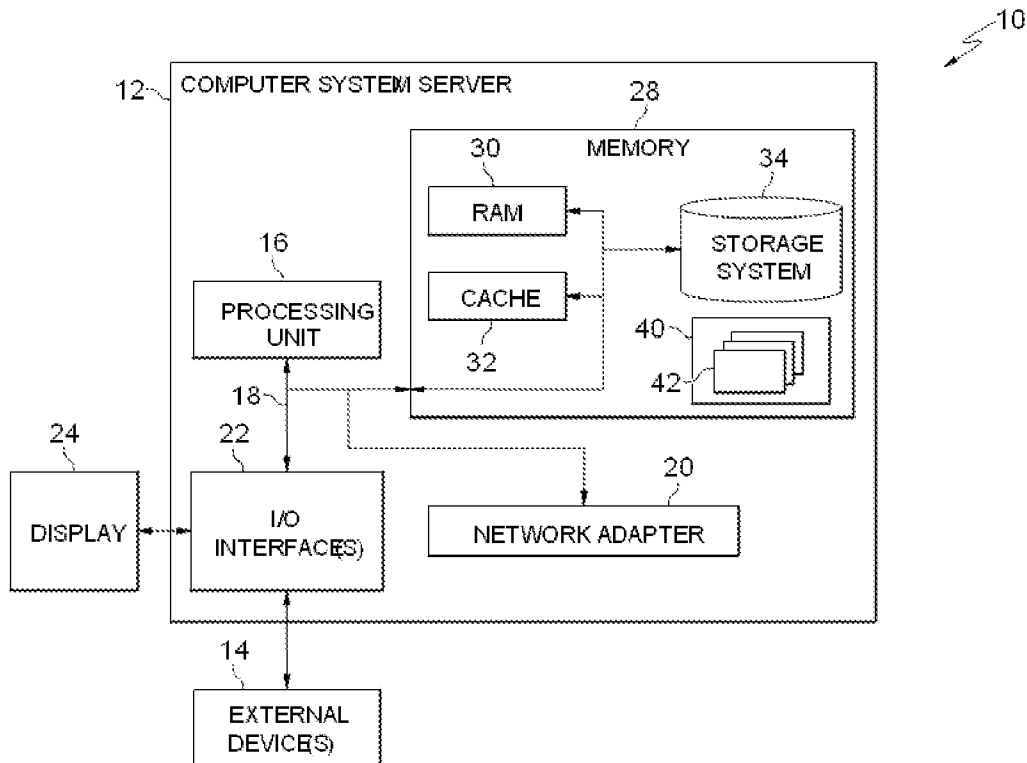 10
12
COMPUTER SYSTEM SERVER
28
MEMORY
30
RAM
34
STORAGE
SYSTEM
16
PROCESSING
UNIT
CACHE
32
40
42
18
24
22
20
DISPLAY
I/O
INTERFACE(S)
NETWORK ADAPTER
14
EXTERNAL
DEVICE(S)